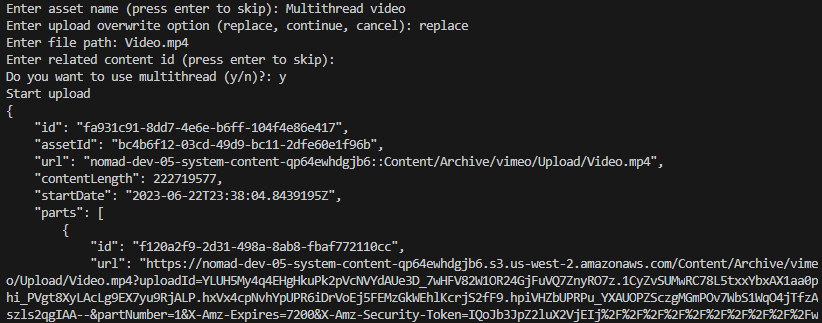 Enter asset name (press enter to skip): Multithread video
Enter upload overwrite option (replace, continue, cancel): replace
Enter file path: Video.mp4
Enter related content id (press enter to skip):
Do you want to use multithread (y/n)?: y
Start upload
{
    "id": "fa931c91-8dd7-4e6e-b6ff-104f4e86e417",
    "assetId": "bc4b6f12-03cd-49d9-bc11-2dfe60e1f96b",
    "url": "nomad-dev-05-system-content-qp64ewhdgjb6::Content/Archive/vimeo/Upload/Video.mp4",
    "contentLength": 222719577,
    "startDate": "2023-06-22T23:38:04.8439195Z",
    "parts": [
        {
            "id": "f120a2f9-2d31-498a-8ab8-fbaf772110cc",
            "url": "https://nomad-dev-05-system-content-qp64ewhdgjb6.s3.us-west-2.amazonaws.com/Content/Archive/vime
o/Upload/Video.mp4?uploadId=YLUH5My4q4EHgHkuPk2pVcNVYdAUe3D_7wHFV82W1OR24GjFuVQ7ZnyRO7z.1CyZvSUMwRC78L5txxYbxAX1aa0p
hi_PVgt8XyLAcLg9EX7yu9RjALP.hxVx4cpNvhYpUPR6iDrVoEj5FEMzGkWEhlKcrjS2fF9.hpiVHZbUPRPu_YXAUOPZSczgMGmPOv7WbS1WqO4jTfzA
szls2qgIAA--&partNumber=1&X-Amz-Expires=7200&X-Amz-Security-Token=IQoJb3JpZ2luX2VjEIj%2F%2F%2F%2F%2F%2F%2F%2F%2F%2Fw